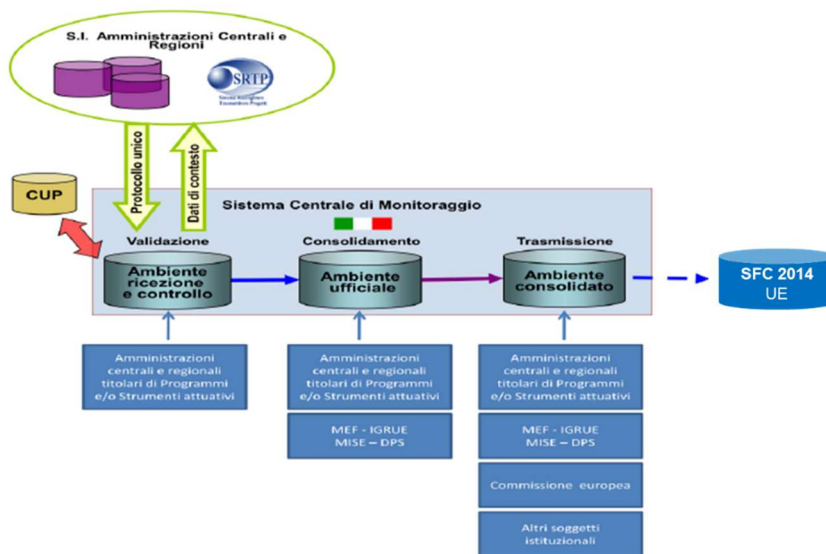 S.I. Amministrazioni Centrali e
Regioni
SRTP
Protocollo unico
Dati di contesto
CUP
Sistema Centrale di Monitoraggio
Validazione
Consolidamento
Trasmissione
Ambiente
ricezione
e controllo
Ambiente
ufficiale
Ambiente
consolidato
SFC 2014
UE
Amministrazioni
centrali e regionali
titolari di Programmi
e/o Strumenti attuativi
Amministrazioni
centrali e regionali
titolari di Programmi
e/o Strumenti attuativi
Amministrazioni
centrali e regionali
titolari di Programmi
e/o Strumenti attuativi
MEF - IGRUE
MISE – DPS
MEF - IGRUE
MISE – DPS
Commissione europea
Altri soggetti
istituzionali